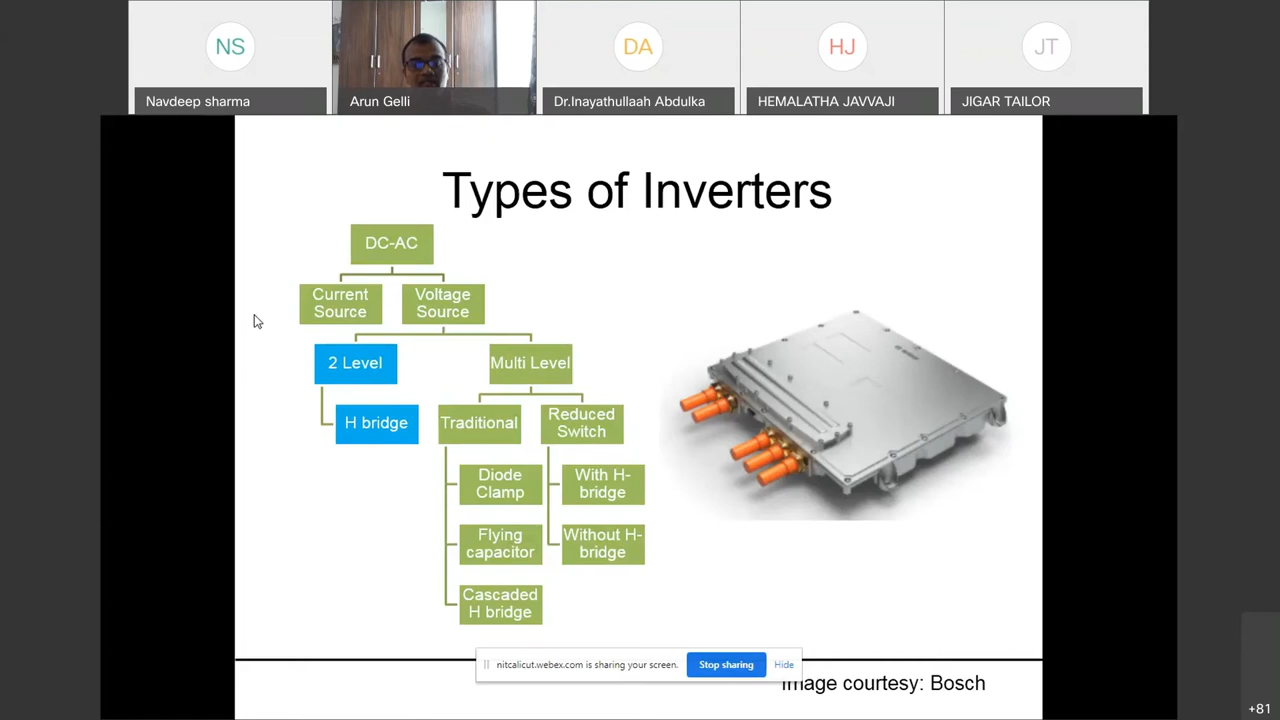 NS
Navdeep sharma
Arun Gelli
DA
Dr.Inayathullaah Abdulka
HJ
HEMALATHA JAVVAJI
JT
JIGAR TAILOR
Types of Inverters
DC-AC
Current
Source
Voltage
Source
2 Level
Multi Level
H bridge
Traditional
Reduced
Switch
Diode
Clamp
With H-
bridge
Flying
capacitor
Without H-
bridge
Cascaded
H bridge
nitcalicut.webex.com is sharing your screen.
Stop sharing
Hide
Image courtesy: Bosch
+81